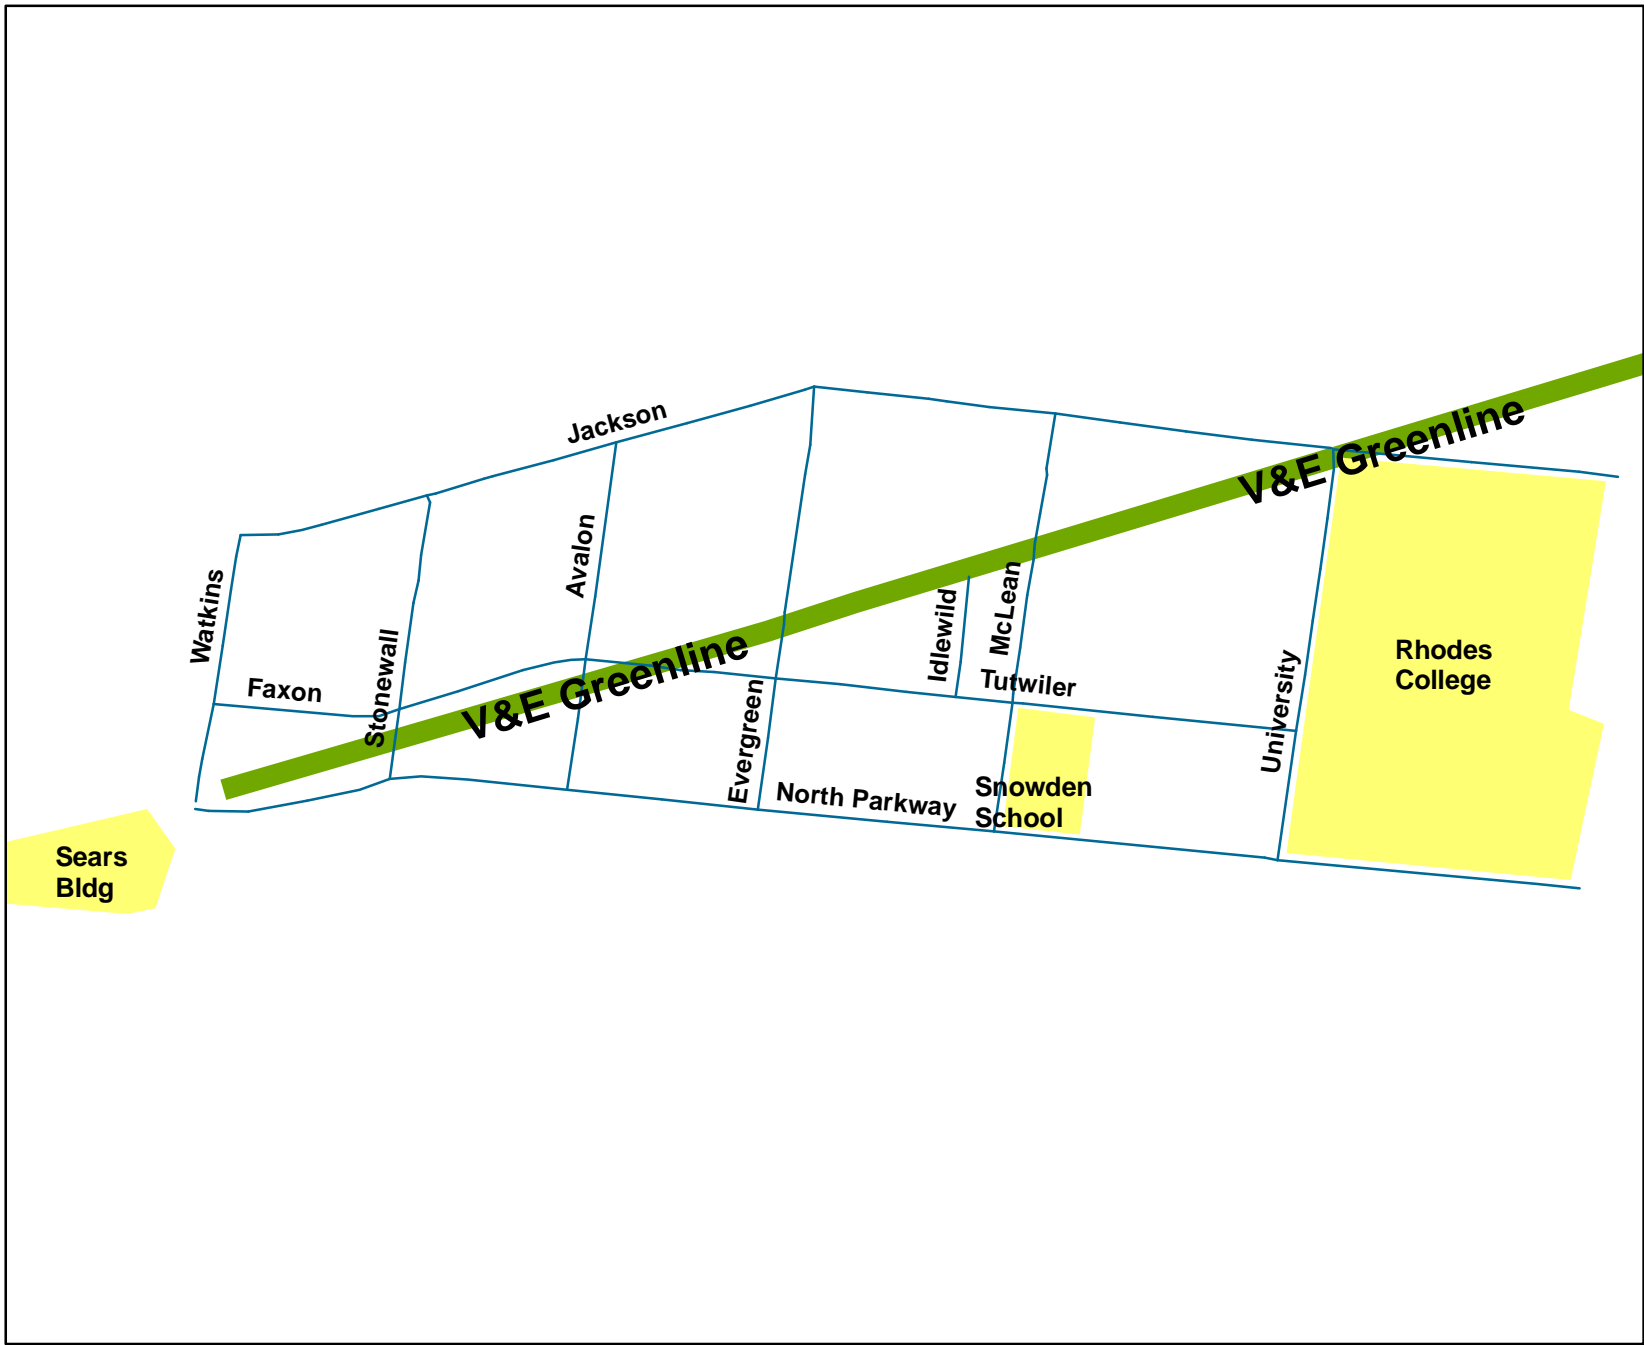 Jackson
V&E Greenline
Avalon
Watkins
Idlewild
McLean
Stonewall
Faxon
V&E Greenline
Tutwiler
University
Rhodes
College
Evergreen
North Parkway
Snowden
School
Sears
Bldg